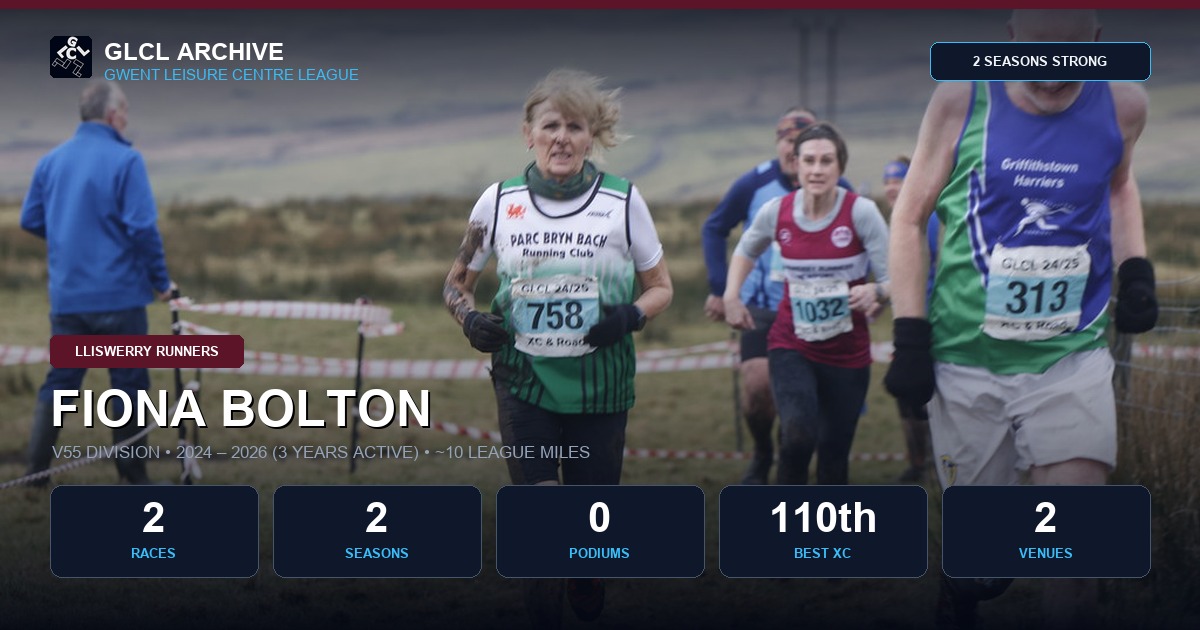 GLCL ARCHIVE
GWENT LEISURE CENTRE LEAGUE
2 SEASONS STRONG
Griffithstown
Harriers
PARC BRYN BACH
Running Club
GLCL 24/25
758
XC & Road
1032
GLCL 24/25
313
XC & Road
LLISWERRY RUNNERS
FIONA BOLTON
V55 DIVISION • 2024 – 2026 (3 YEARS ACTIVE) • ~10 LEAGUE MILES
2
RACES
2
SEASONS
0
PODIUMS
110th
BEST XC
2
VENUES